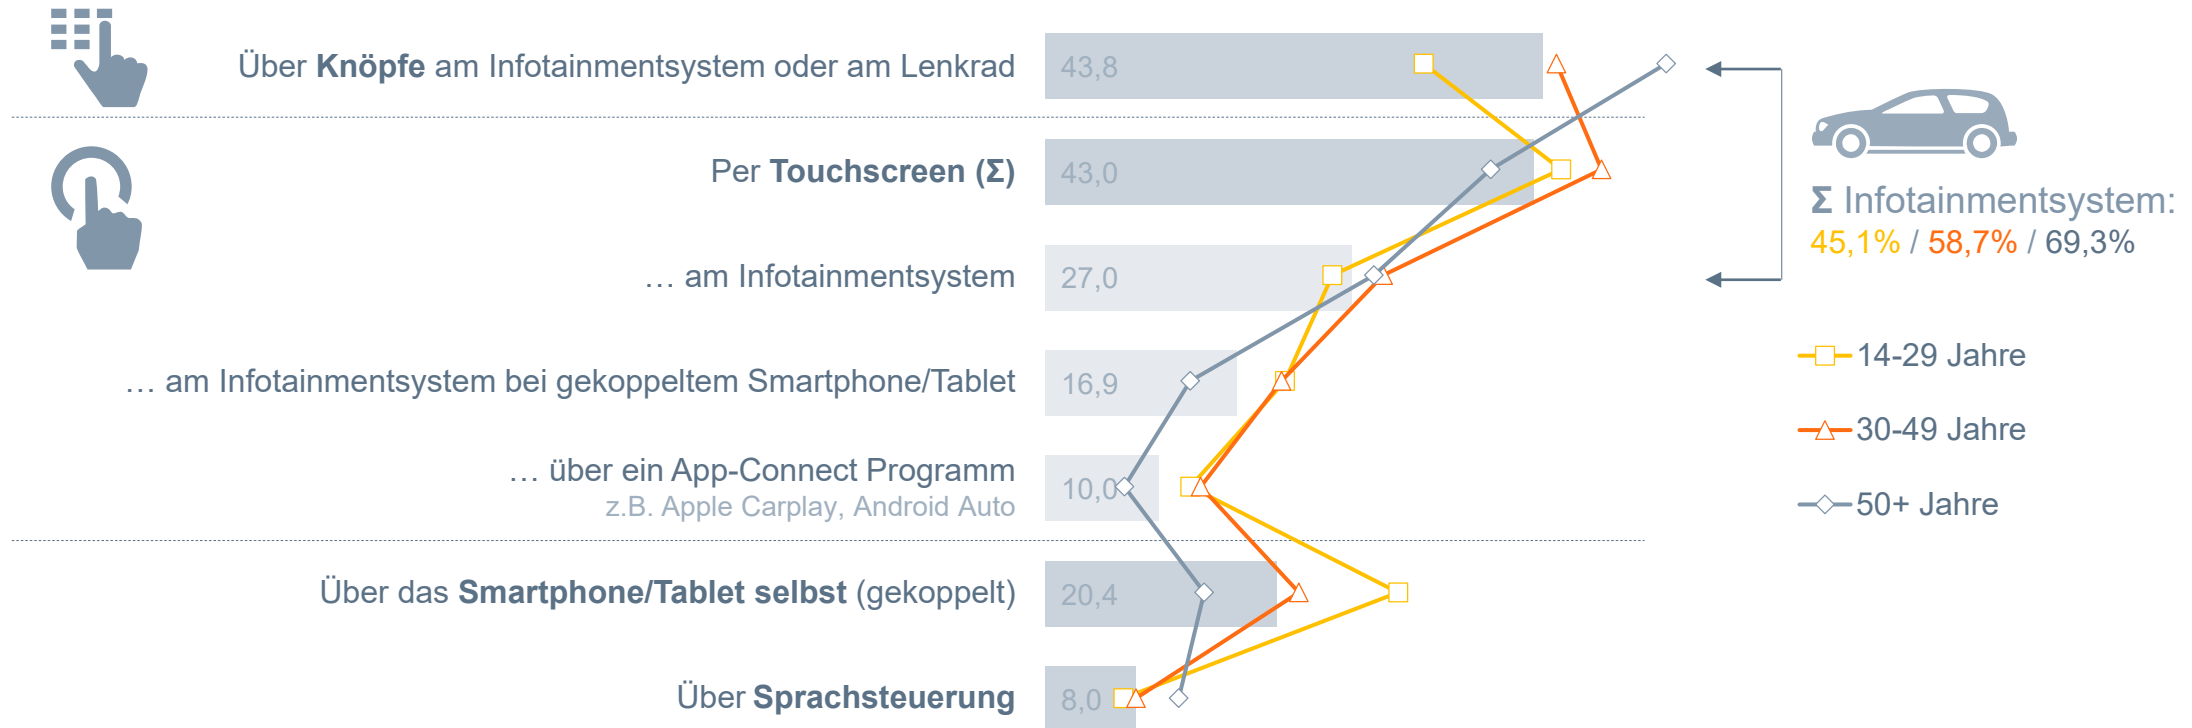 Über Knöpfe am Infotainmentsystem oder am Lenkrad
43,8
Per Touchscreen (Σ)
43,0
… am Infotainmentsystem
27,0
… am Infotainmentsystem bei gekoppeltem Smartphone/Tablet
16,9
… über ein App-Connect Programm
z.B. Apple Carplay, Android Auto
10,0
Über das Smartphone/Tablet selbst (gekoppelt)
20,4
Über Sprachsteuerung
8,0
Σ Infotainmentsystem:
45,1% / 58,7% / 69,3%
14-29 Jahre
30-49 Jahre
50+ Jahre